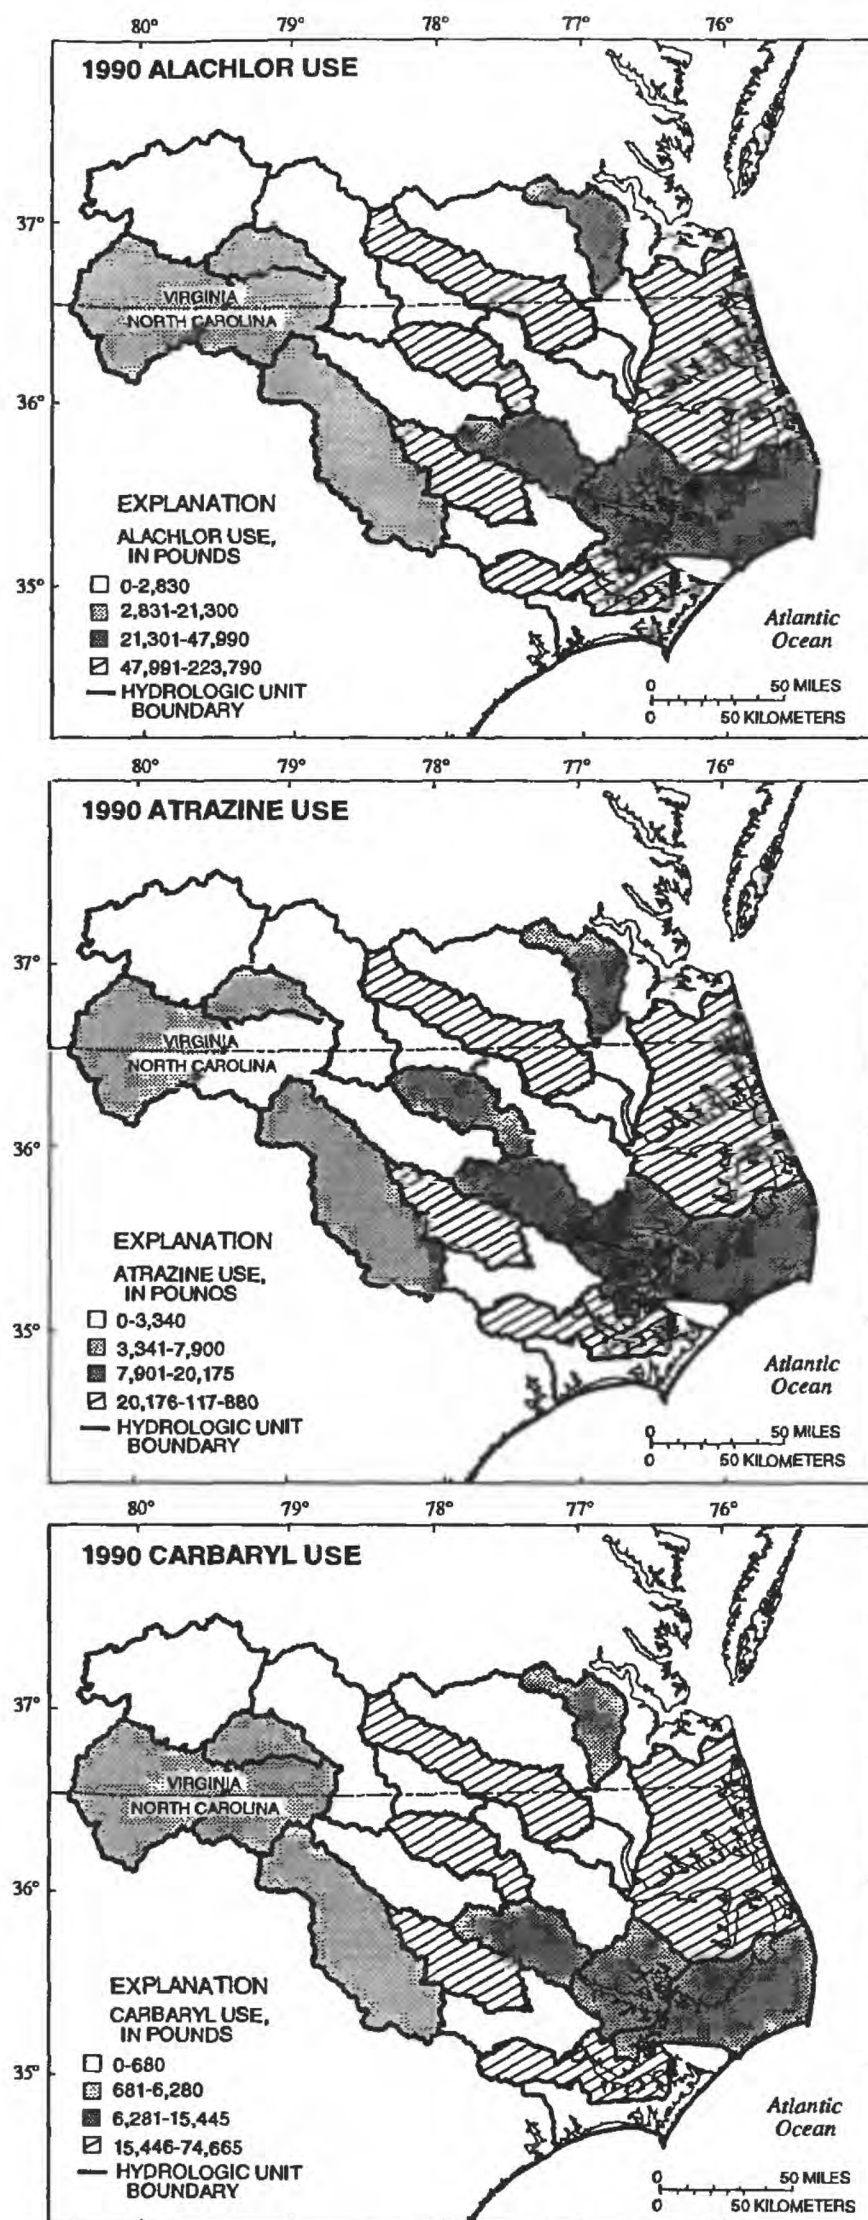 80° 79° 78° 77° 76°
1990 ALACHLOR USE
37°
VIRGINIA
NORTH CAROLINA
36°
EXPLANATION
ALACHLOR USE,
IN POUNDS
0-2,830
2,831-21,300
21,301-47,990
47,991-223,790
HYDROLOGIC UNIT
BOUNDARY
35°
Atlantic
Ocean
0 50 MILES
0 50 KILOMETERS
80° 79° 78° 77° 76°
1990 ATRAZINE USE
37°
VIRGINIA
NORTH CAROLINA
36°
EXPLANATION
ATRAZINE USE,
IN POUNOS
0-3,340
3,341-7,900
7,901-20,175
20,176-117-880
HYDROLOGIC UNIT
BOUNDARY
35°
Atlantic
Ocean
0 50 MILES
0 50 KILOMETERS
80° 79° 78° 77° 76°
1990 CARBARYL USE
37°
VIRGINIA
NORTH CAROLINA
36°
EXPLANATION
CARBARYL USE,
IN POUNDS
0-680
681-6,280
6,281-15,445
15,446-74,665
HYDROLOGIC UNIT
BOUNDARY
35°
Atlantic
Ocean
0 50 MILES
0 50 KILOMETERS